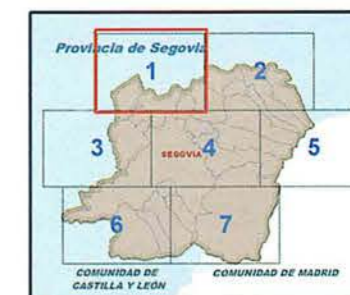 Provincia de Segovia
1
2
3
SEGOVIA
4
5
6
7
COMUNIDAD DE
CASTILLA Y LEÓN
COMUNIDAD DE MADRID